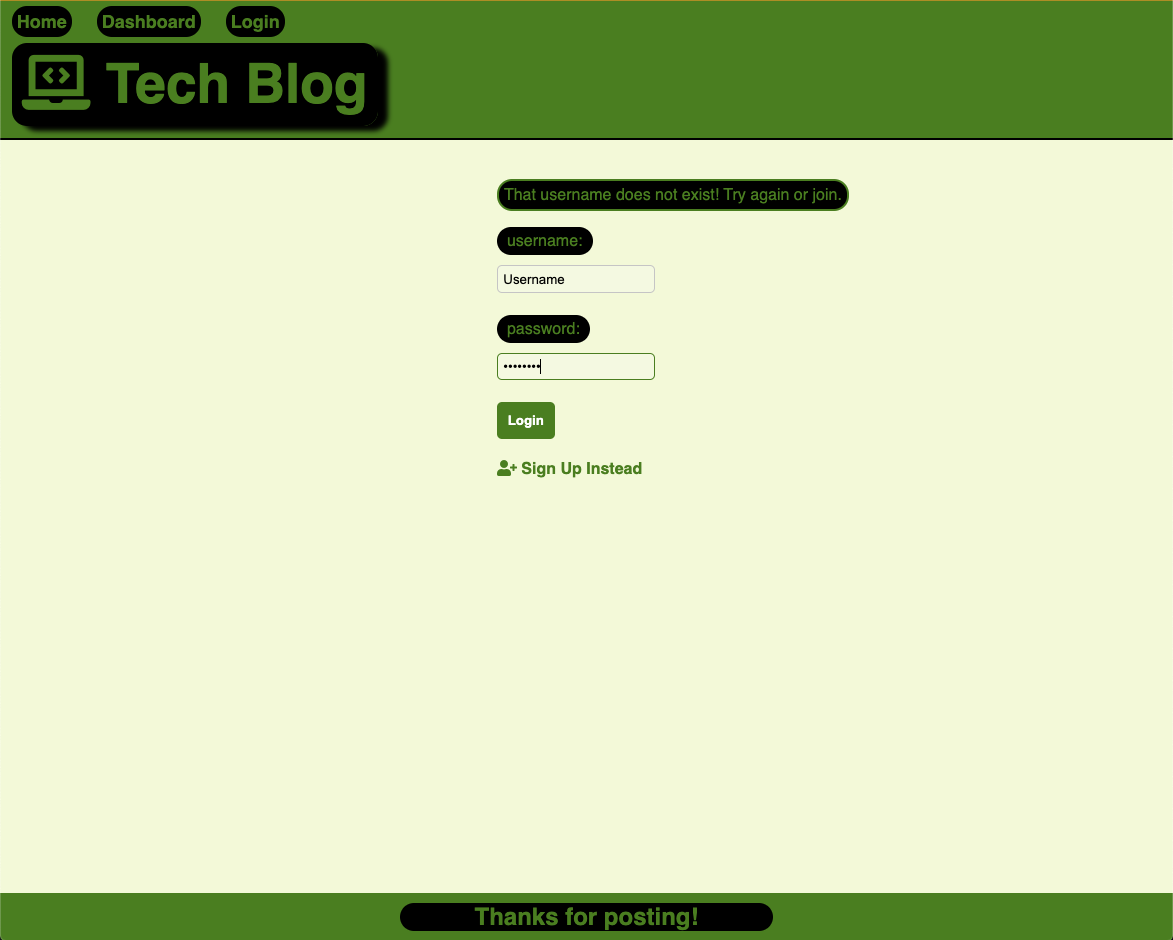 Home Dashboard Login
Tech Blog
That username does not exist! Try again or join.
username:
Username
password:
••••••••
Login
Sign Up Instead
Thanks for posting!